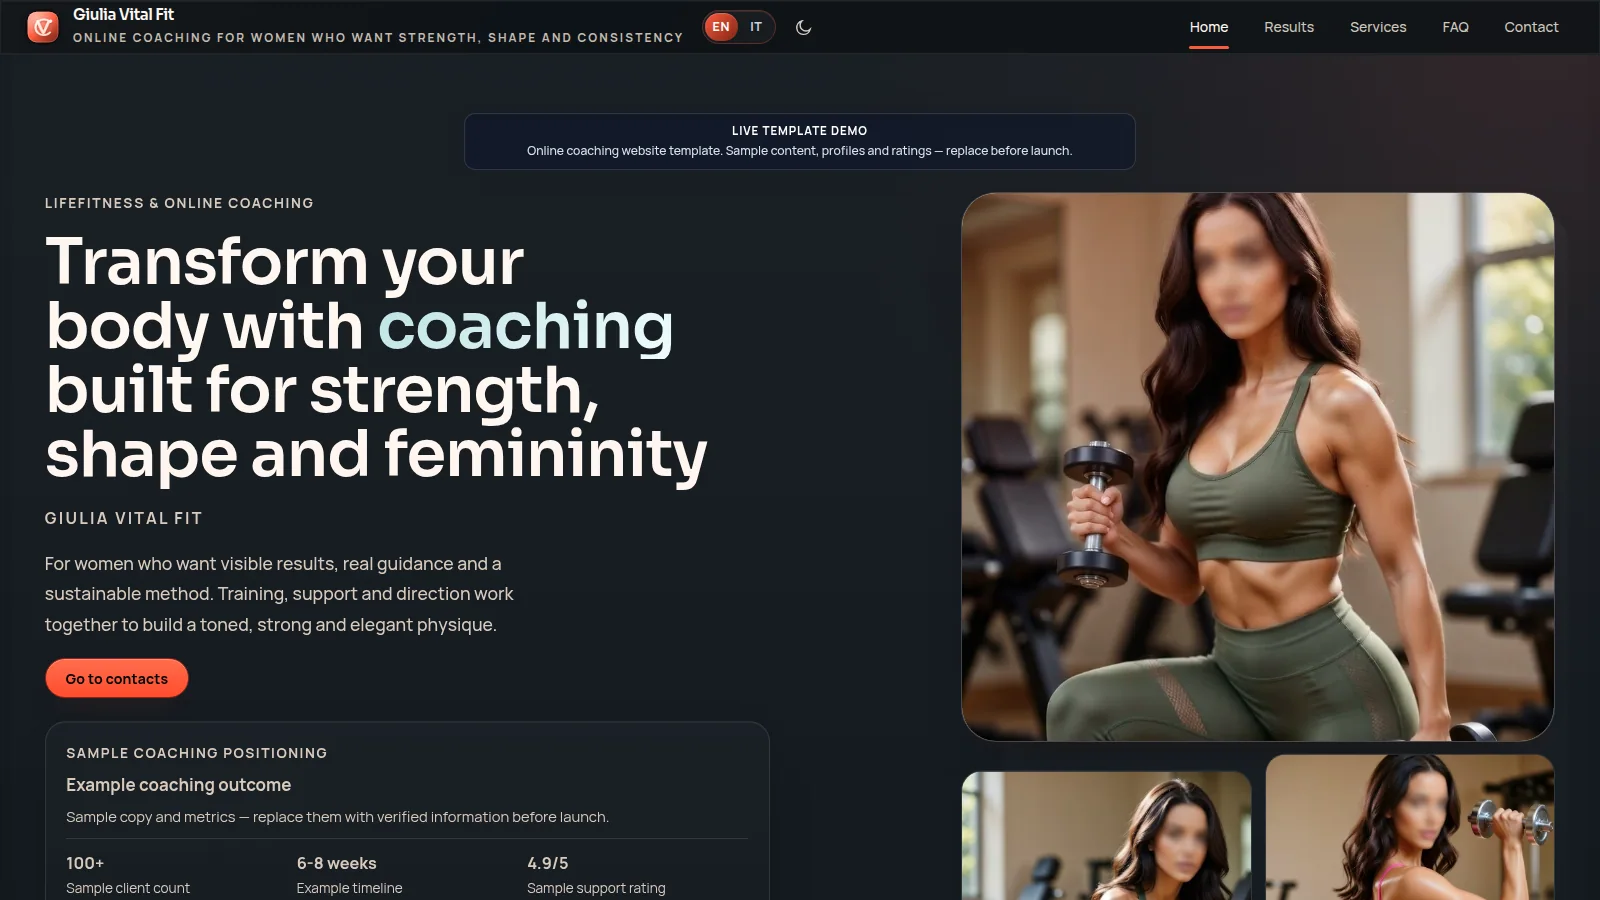 Giulia Vital Fit
ONLINE COACHING FOR WOMEN WHO WANT STRENGTH, SHAPE AND CONSISTENCY
EN IT
Home Results Services FAQ Contact
LIVE TEMPLATE DEMO
Online coaching website template. Sample content, profiles and ratings — replace before launch.
LIFEFITNESS & ONLINE COACHING
Transform your
body with coaching
built for strength,
shape and femininity
GIULIA VITAL FIT
For women who want visible results, real guidance and a
sustainable method. Training, support and direction work
together to build a toned, strong and elegant physique.
Go to contacts
SAMPLE COACHING POSITIONING
Example coaching outcome
Sample copy and metrics — replace them with verified information before launch.
100+ 6-8 weeks 4.9/5
Sample client count Example timeline Sample support rating